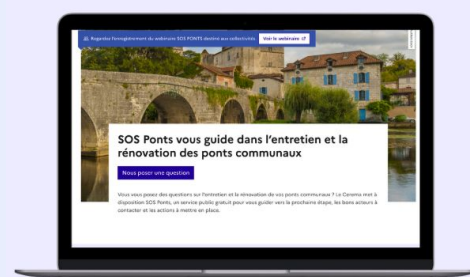 Regardez l'enregistrement du webinaire SOS PONTS destiné aux collectivités
Voir le webinaire
SOS Ponts vous guide dans l'entretien et la
rénovation des ponts communaux
Nous poser une question
Vous vous posez des questions sur l'entretien et la rénovation de vos ponts communaux ? Le Cerema met à
disposition SOS Ponts, un service public gratuit pour vous guider vers la prochaine étape, les bons acteurs à
contacter et les actions à mettre en place.